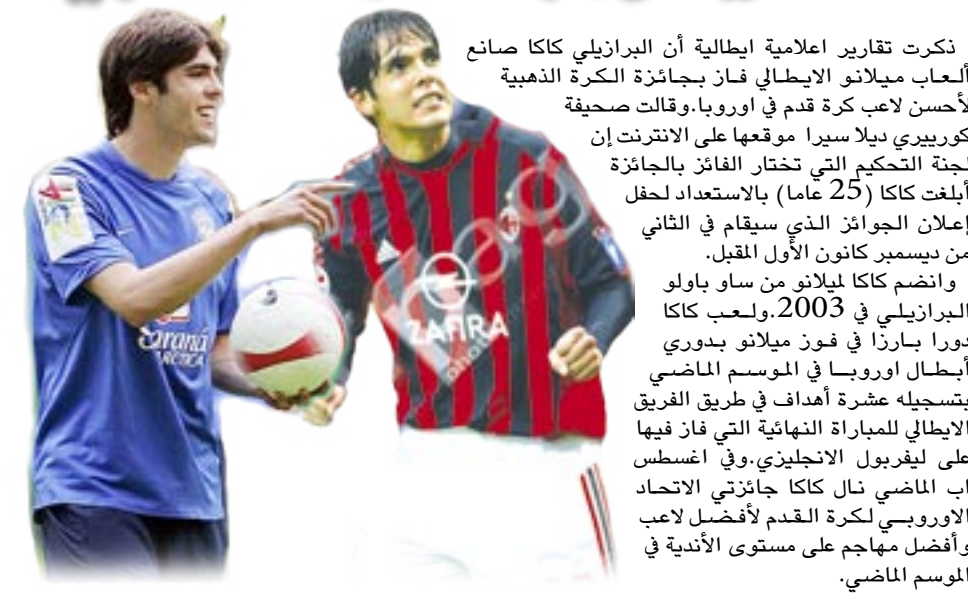 ذكرت تقارير اعلامية ايطالية أن البرازيلي كاكا صانع
ألعاب ميلانو الايطالي فاز بجائزة الكرة الذهبية
لأحسن لاعب كرة قدم في اوروبا.وقالت صحيفة
كورييري ديلا سيرا موقعها على الانترنت إن
لجنة التحكيم التي تختار الفائز بالجائزة
أبلغت كاكا (25 عاما) بالاستعداد لحفل
إعلان الجوائز الذي سيقام في الثاني
من ديسمبر كانون الأول المقبل.
وانضم كاكا لميلانو من ساو باولو
البرازيلي في 2003.ولعب كاكا
دورا بارزا في فوز ميلانو بدوري
أبطال اوروبا في الموسم الماضي
بتسجيله عشرة أهداف في طريق الفريق
الايطالي للمباراة النهائية التي فاز فيها
على ليفربول الانجليزي.وفي اغسطس
اب الماضي نال كاكا جائزتي الاتحاد
الاوروبي لكرة القدم لأفضل لاعب
وأفضل مهاجم على مستوى الأندية في
الموسم الماضي.
ZAFIRA
Guaraná